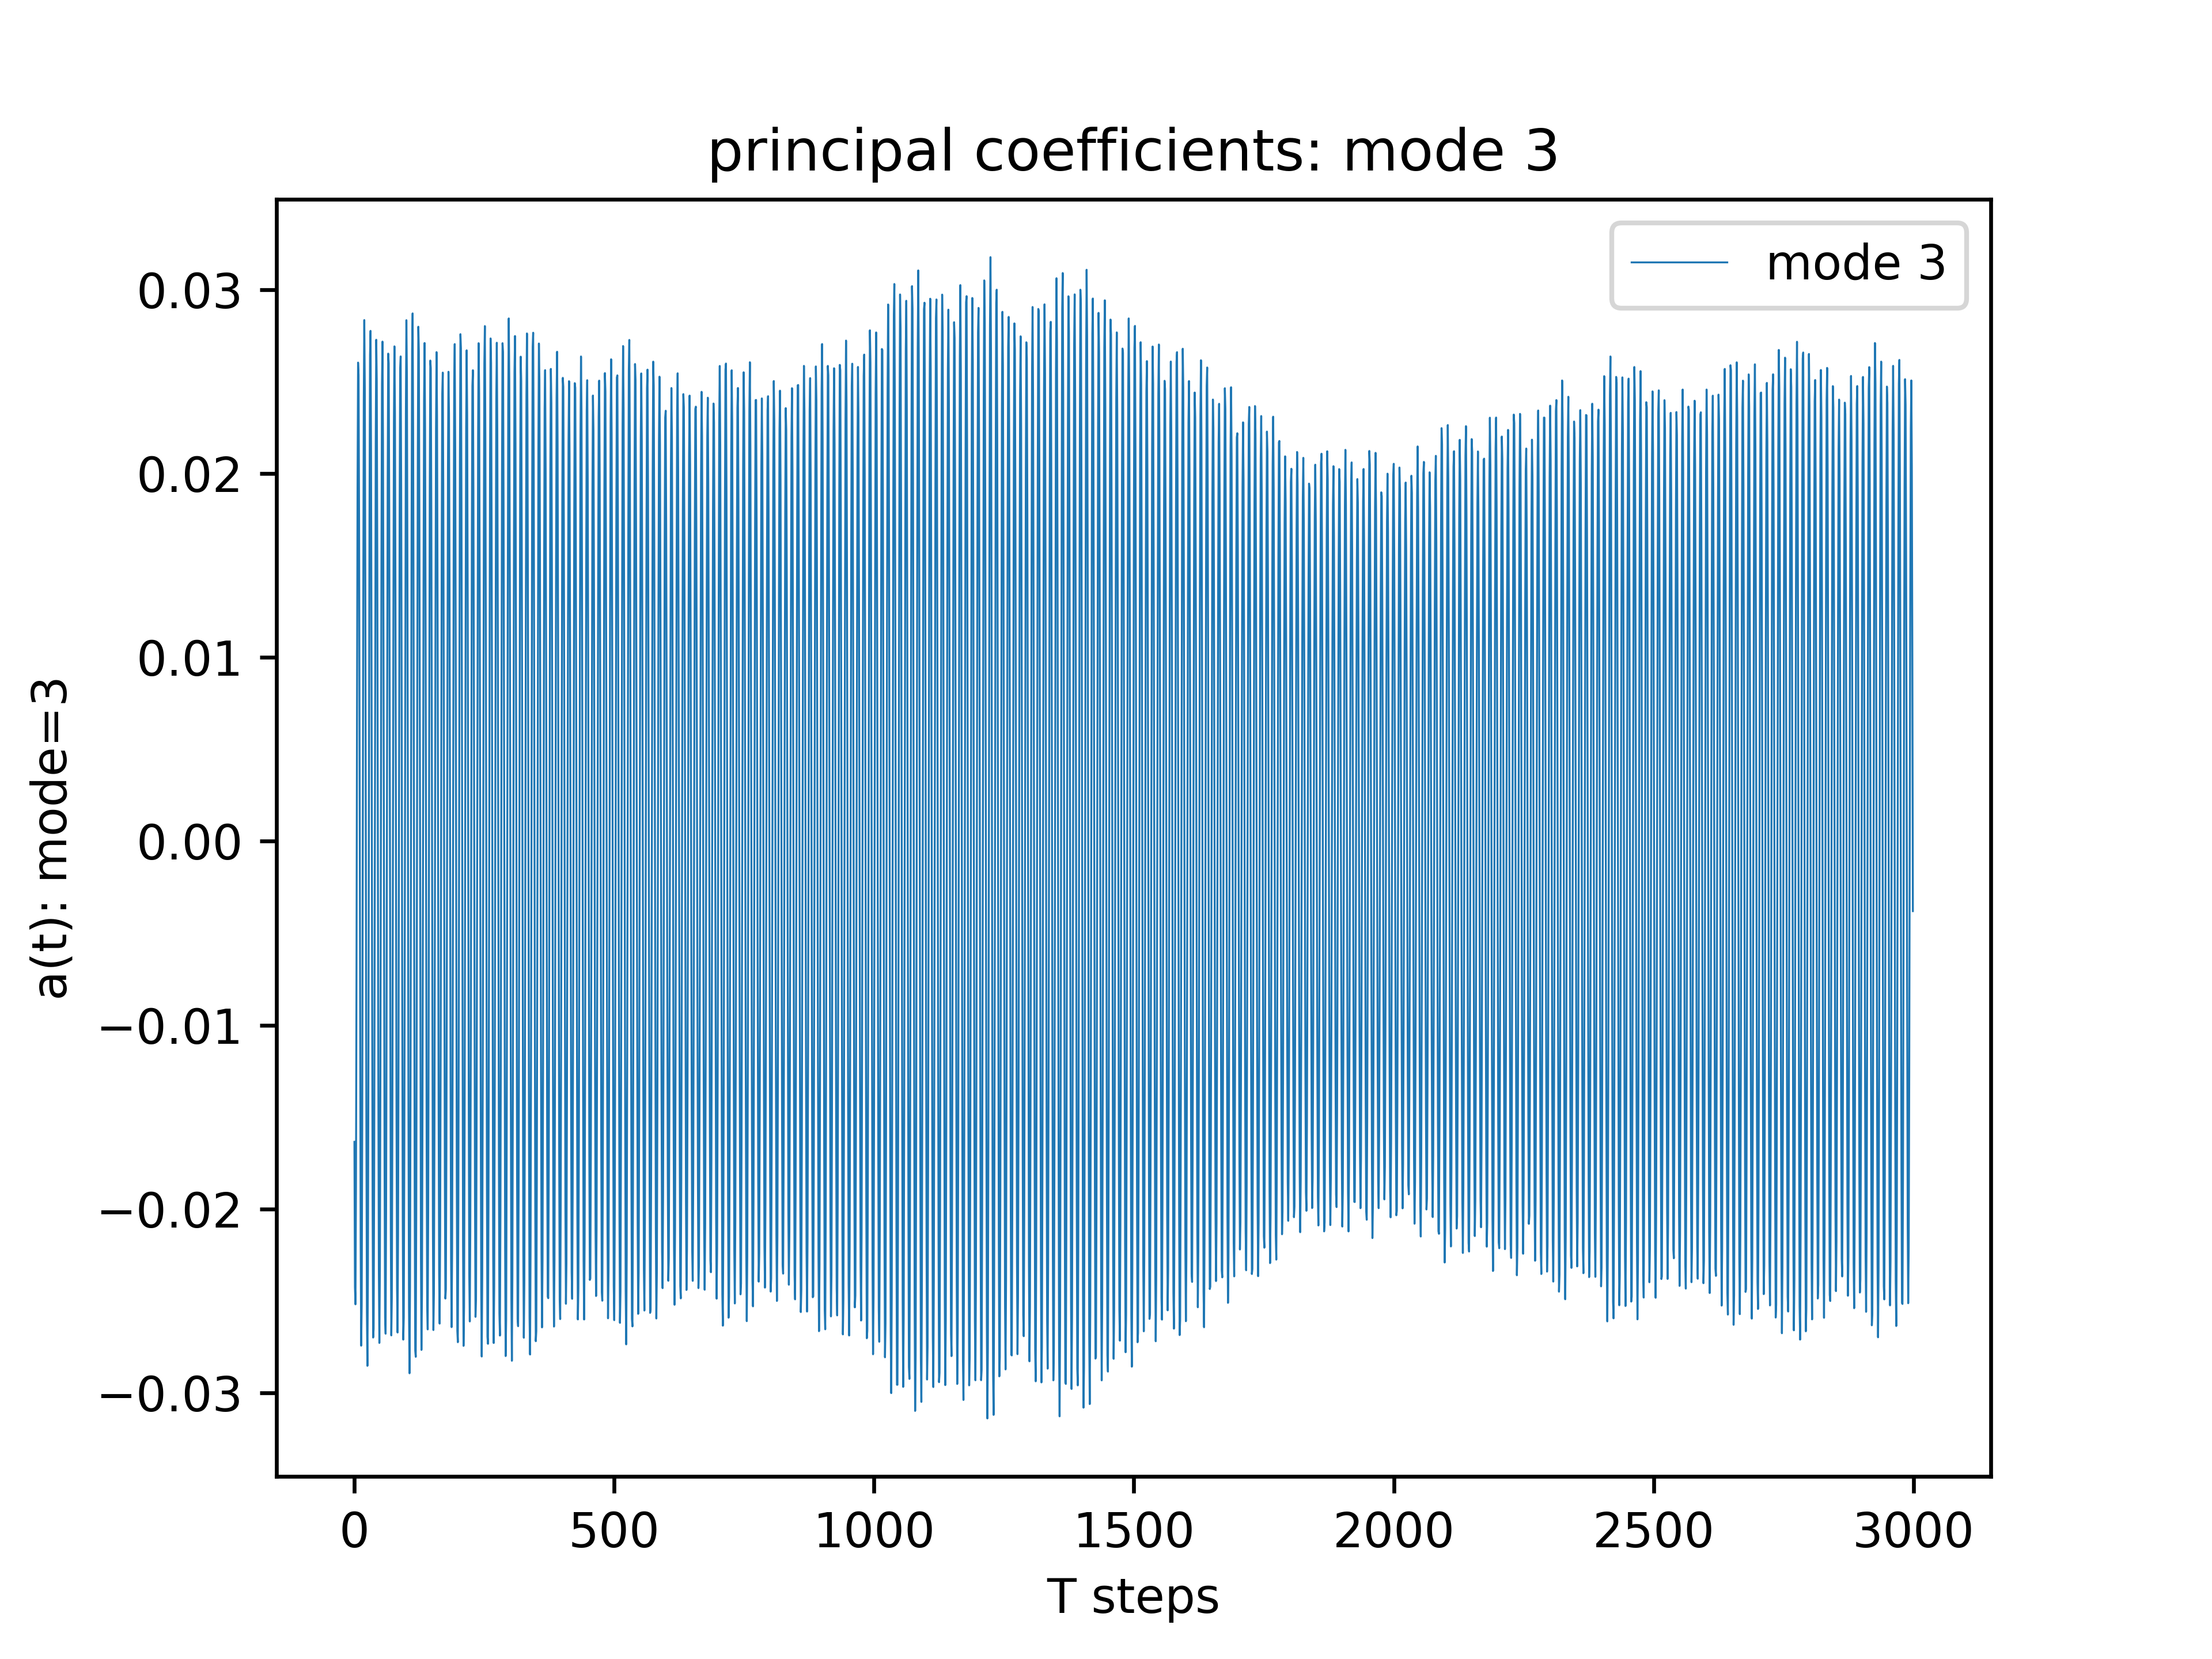 principal coefficients: mode 3
mode 3
0.03
0.02
0.01
0.00
−0.01
−0.02
−0.03
a(t): mode=3
0 500 1000 1500 2000 2500 3000
T steps